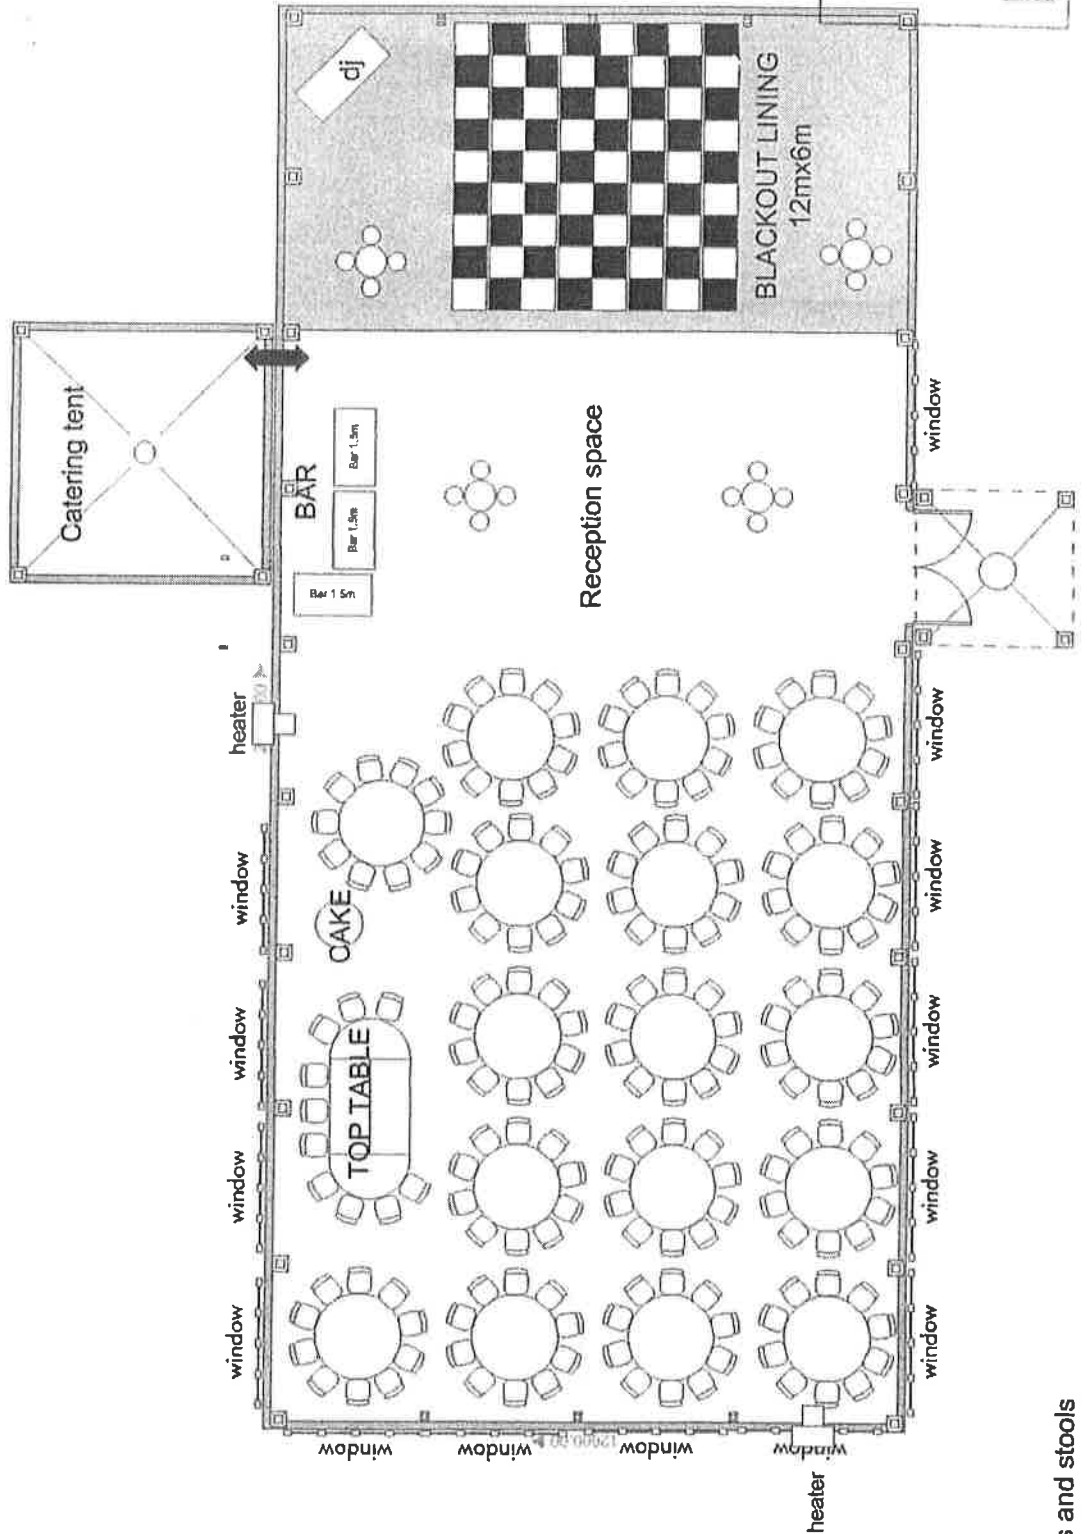 Catering tent
dj
BLACKOUT LINING
12mx6m
BAR
Bar 1.5m
Bar 1.5m
Bar 1.5m
Reception space
window
heater
window
window
window
window
CAKE
TOP TABLE
window
window
window
window
window
window
window
window
window
12000.00
heater
s and stools